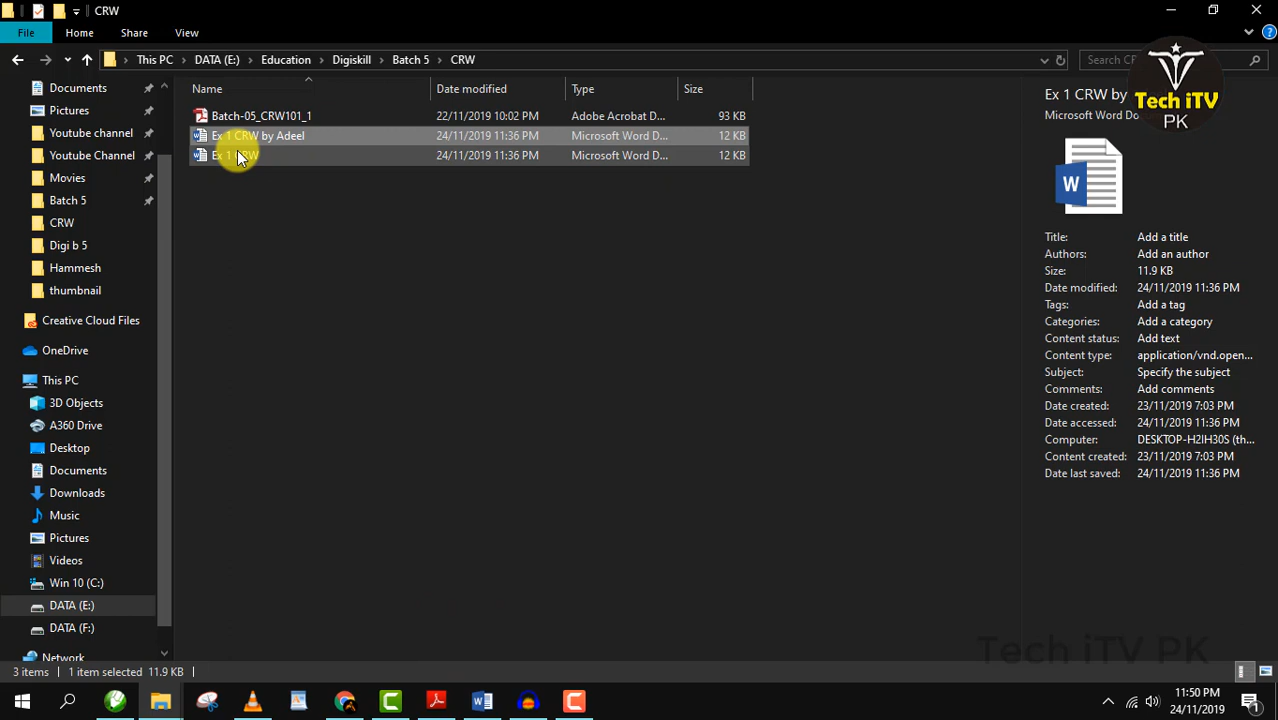 CRW
File Home Share View
This PC DATA (E:) Education Digiskill Batch 5 CRW
Tech iTV
PK
Name Date modified Type Size
Batch-05_CRW101_1 22/11/2019 10:02 PM Adobe Acrobat D... 93 KB
Ex 1 CRW by Adeel 24/11/2019 11:36 PM Microsoft Word D... 12 KB
Ex 1 CRW 24/11/2019 11:36 PM Microsoft Word D... 12 KB
Documents
Pictures
Youtube channel
Youtube Channel
Movies
Batch 5
CRW
Digi b 5
Hammesh
thumbnail
Creative Cloud Files
OneDrive
This PC
3D Objects
A360 Drive
Desktop
Documents
Downloads
Music
Pictures
Videos
Win 10 (C:)
DATA (E:)
DATA (F:)
Network
Ex 1 CRW by
Microsoft Word
W
Title: Add a title
Authors: Add an author
Size: 11.9 KB
Date modified: 24/11/2019 11:36 PM
Tags: Add a tag
Categories: Add a category
Content status: Add text
Content type: application/vnd.open...
Subject: Specify the subject
Comments: Add comments
Date created: 23/11/2019 7:03 PM
Date accessed: 24/11/2019 11:36 PM
Computer: DESKTOP-H2IH30S (th...
Content created: 23/11/2019 7:03 PM
Date last saved: 24/11/2019 11:36 PM
Tech iTV PK
3 items 1 item selected 11.9 KB
11:50 PM
24/11/2019